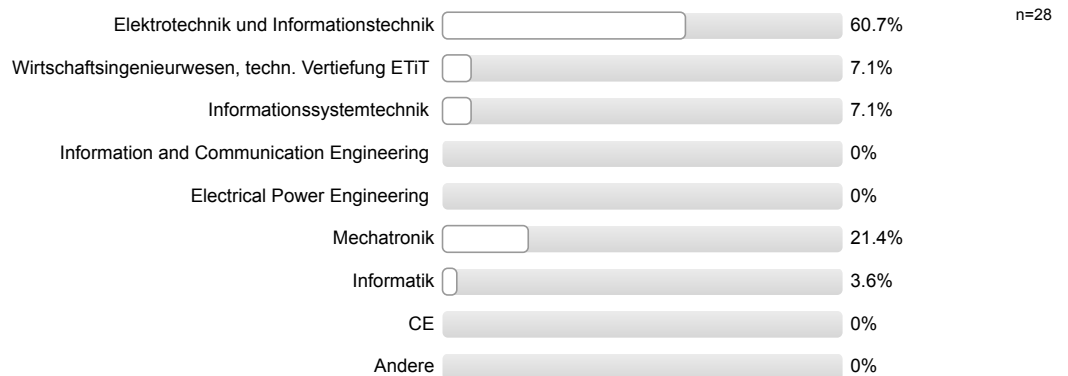 Elektrotechnik und Informationstechnik 60.7% n=28
Wirtschaftsingenieurwesen, techn. Vertiefung ETiT 7.1%
Informationssystemtechnik 7.1%
Information and Communication Engineering 0%
Electrical Power Engineering 0%
Mechatronik 21.4%
Informatik 3.6%
CE 0%
Andere 0%